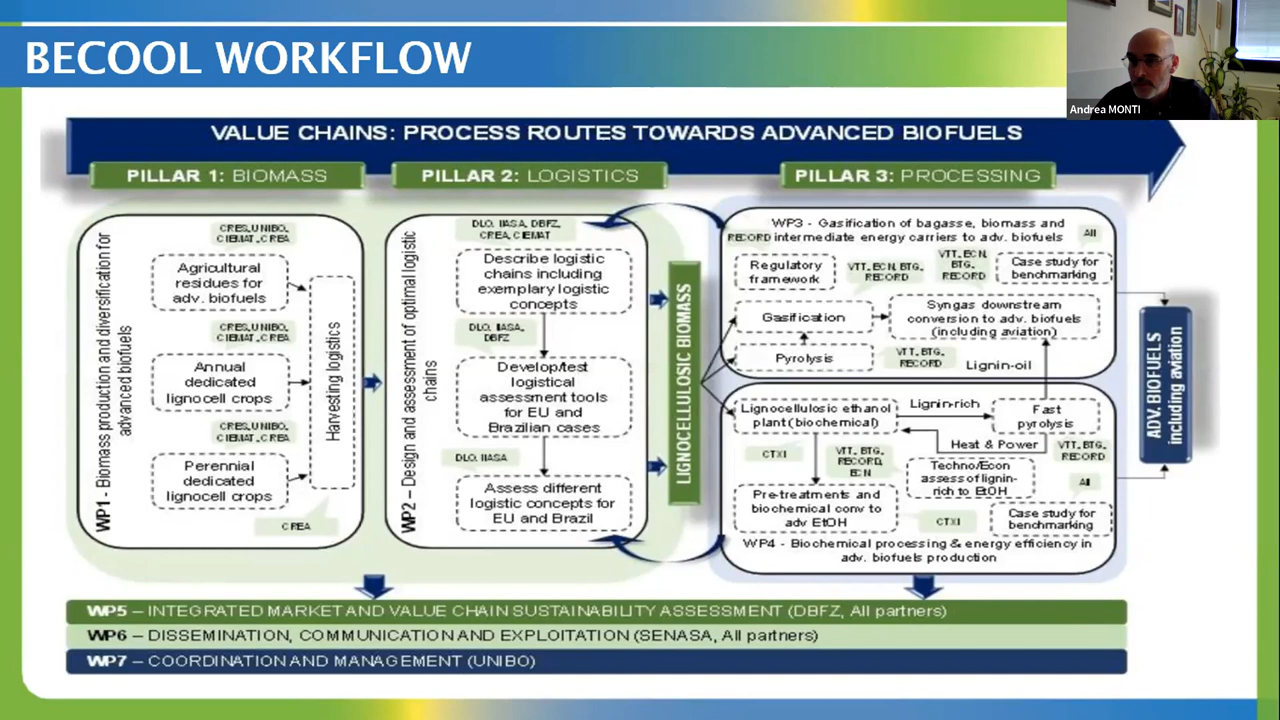 BECOOL WORKFLOW
Andrea MONTI
VALUE CHAINS: PROCESS ROUTES TOWARDS ADVANCED BIOFUELS
PILLAR 1: BIOMASS
PILLAR 2: LOGISTICS
PILLAR 3: PROCESSING
WP1 - Biomass production and diversification for
advanced biofuels
CRES,UNIBO,
CIEMAT,CREA
Agricultural
residues for
adv. biofuels
CRES,UNIBO,
CIEMAT,CREA
Annual
dedicated
lignocell crops
CRES,UNIBO,
CIEMAT,CREA
Perennial
dedicated
lignocell crops
CREA
Harvesting logistics
WP2 – Design and assessment of optimal logistic
chains
DLO, IIASA, DBFZ,
CREA, CIEMAT
Describe logistic
chains including
exemplary logistic
concepts
DLO, IIASA,
DBFZ
Develop/test
logistical
assessment tools
for EU and
Brazilian cases
DLO, IIASA
Assess different
logistic concepts for
EU and Brazil
LIGNOCELLULOSIC BIOMASS
WP3 - Gasification of bagasse, biomass and
RECORD intermediate energy carriers to adv. biofuels
All
Regulatory
framework
VTT, ECN, BTG,
RECORD
VTT, ECN,
BTG,
RECORD
Case study for
benchmarking
Gasification
Syngas downstream
conversion to adv. biofuels
(including aviation)
Pyrolysis
VTT, BTG,
RECORD
Lignin-oil
Lignocellulosic ethanol
plant (biochemical)
Lignin-rich
Fast
pyrolysis
Heat & Power
CTXI
VTT, BTG,
RECORD,
ECN
VTT, BTG,
RECORD
Techno/Econ
assess.of lignin-
rich to EtOH
All
Pre-treatments and
biochemical conv to
adv EtOH
CTXI
Case study for
benchmarking
WP4 - Biochemical processing & energy efficiency in
adv. biofuels production
ADV. BIOFUELS
including aviation
WP5 – INTEGRATED MARKET AND VALUE CHAIN SUSTAINABILITY ASSESSMENT (DBFZ, All partners)
WP6 – DISSEMINATION, COMMUNICATION AND EXPLOITATION (SENASA, All partners)
WP7 – COORDINATION AND MANAGEMENT (UNIBO)